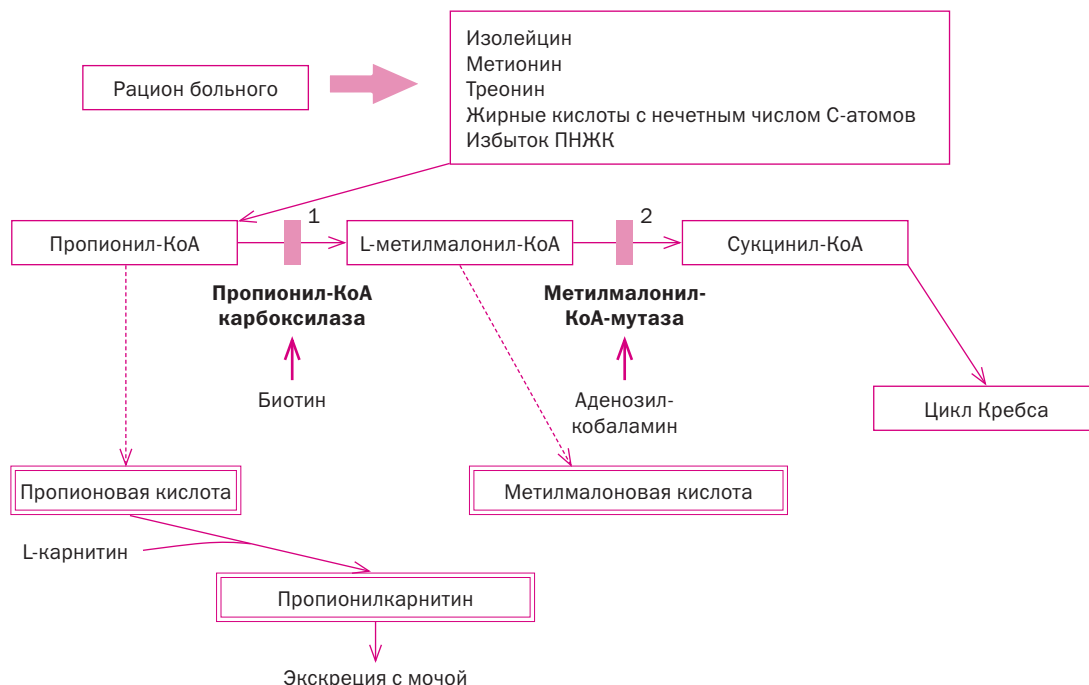 Рацион больного
Изолейцин
Метионин
Треонин
Жирные кислоты с нечетным числом С-атомов
Избыток ПНЖК
Пропионил-КоА
1
L-метилмалонил-КоА
2
Сукцинил-КоА
Пропионил-КоА
карбоксилаза
Метилмалонил-
КоА-мутаза
Биотин
Аденозил-
кобаламин
Цикл Кребса
Пропионовая кислота
Метилмалоновая кислота
L-карнитин
Пропионилкарнитин
Экскреция с мочой